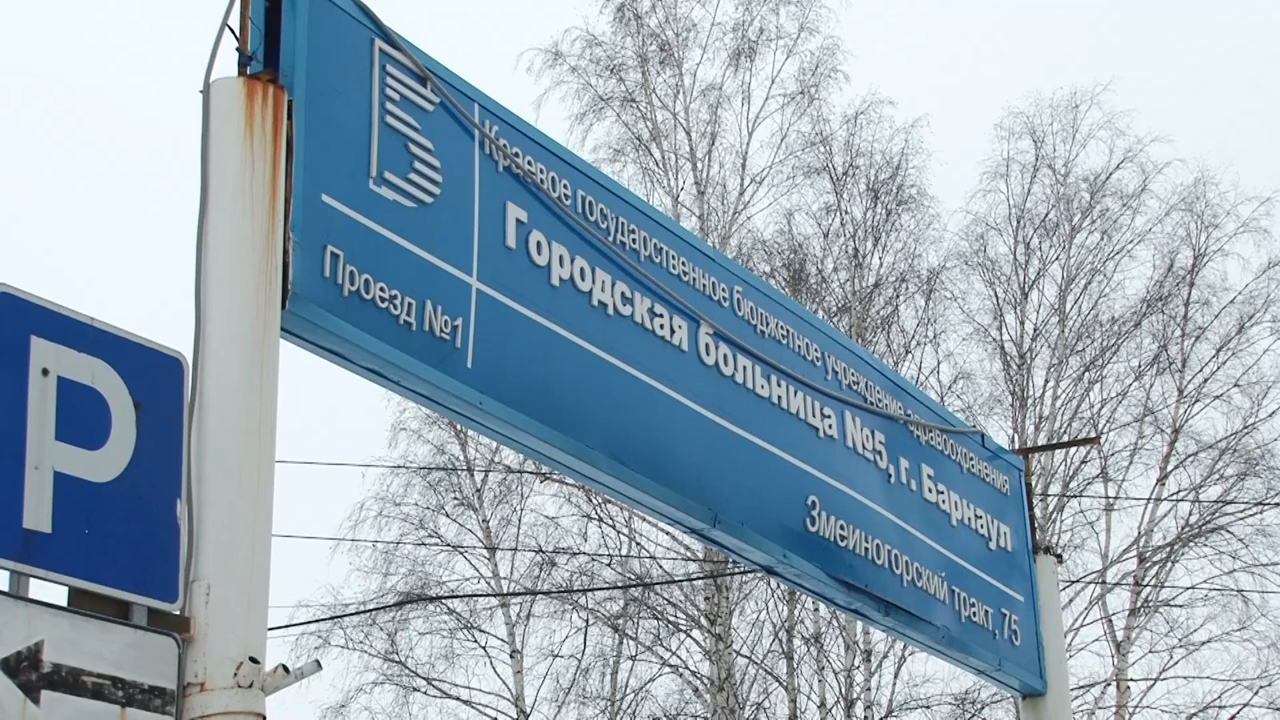 Краевое государственное бюджетное учреждение здравоохранения
Городская больница №5, г. Барнаул
Проезд №1
Змеиногорский тракт, 75
P